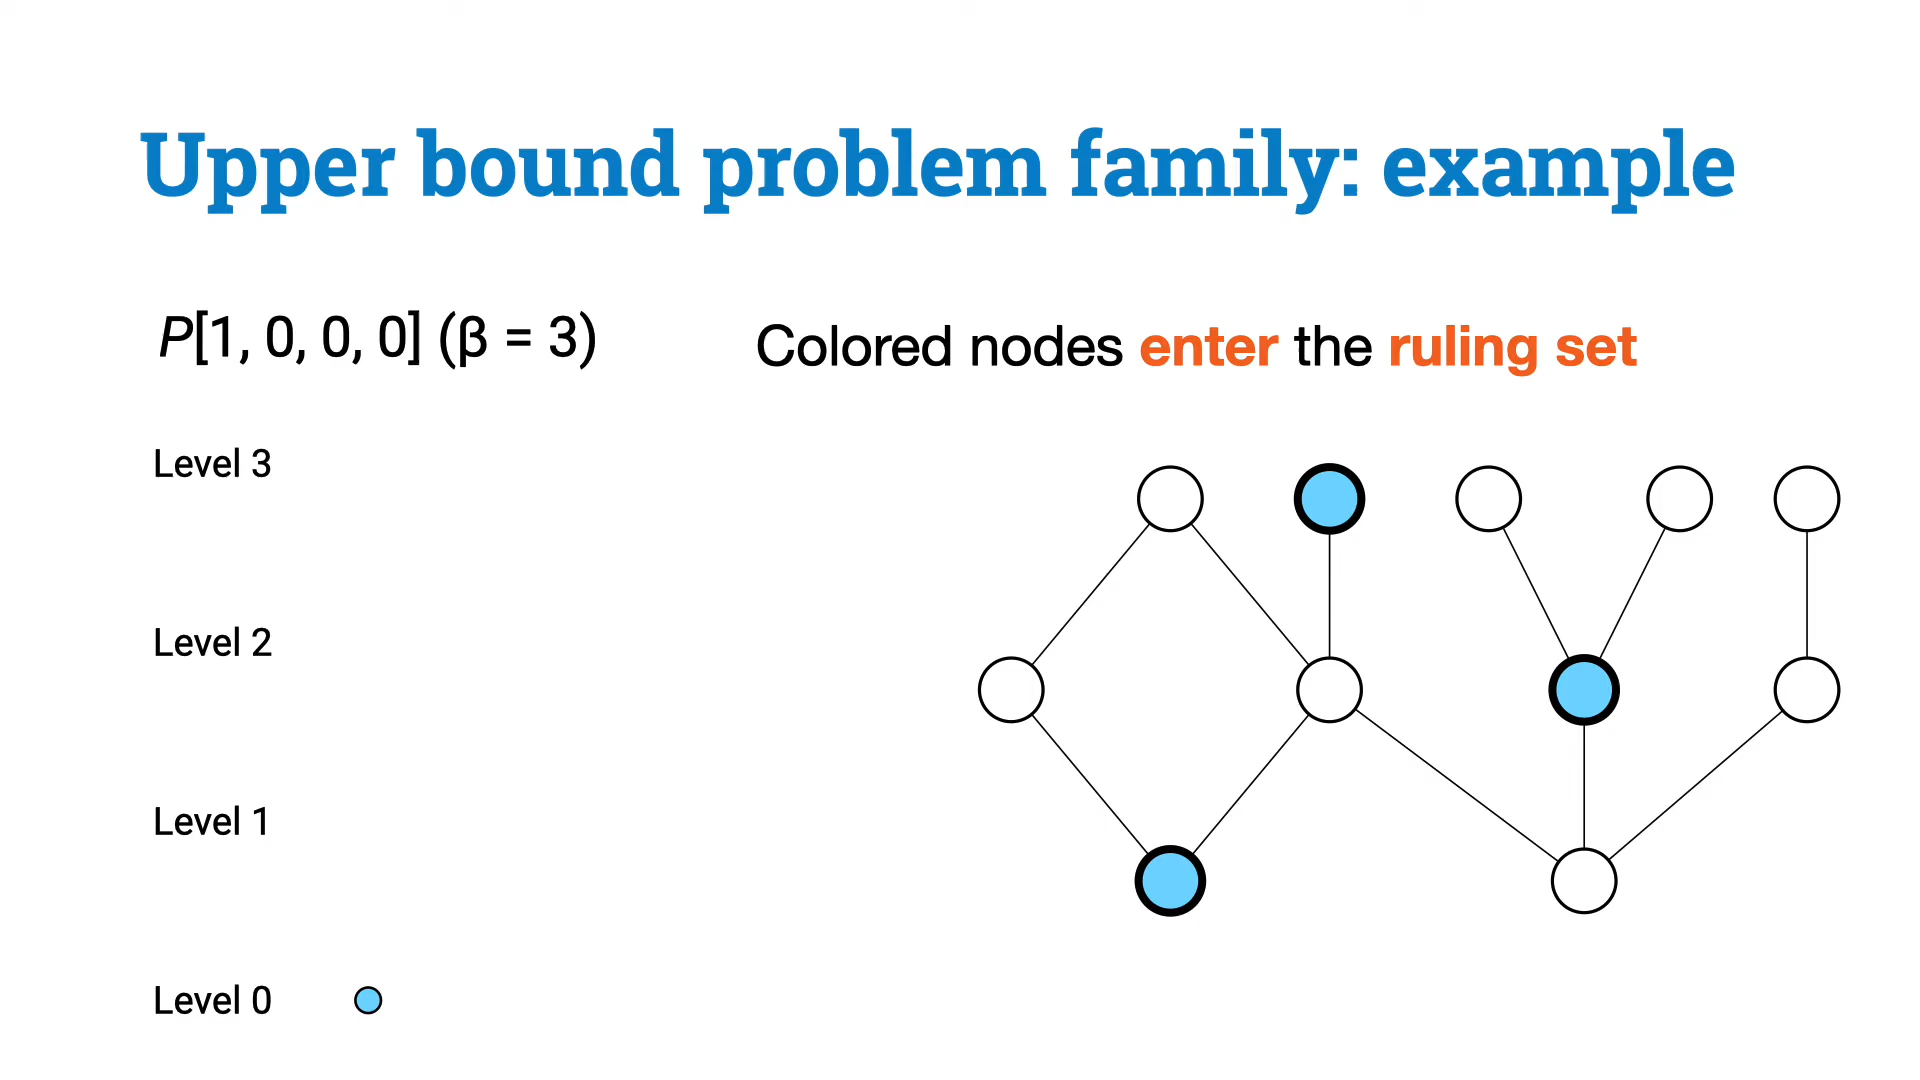 Upper bound problem family: example
P[1, 0, 0, 0] (β = 3)
Colored nodes enter the ruling set
Level 3
Level 2
Level 1
Level 0